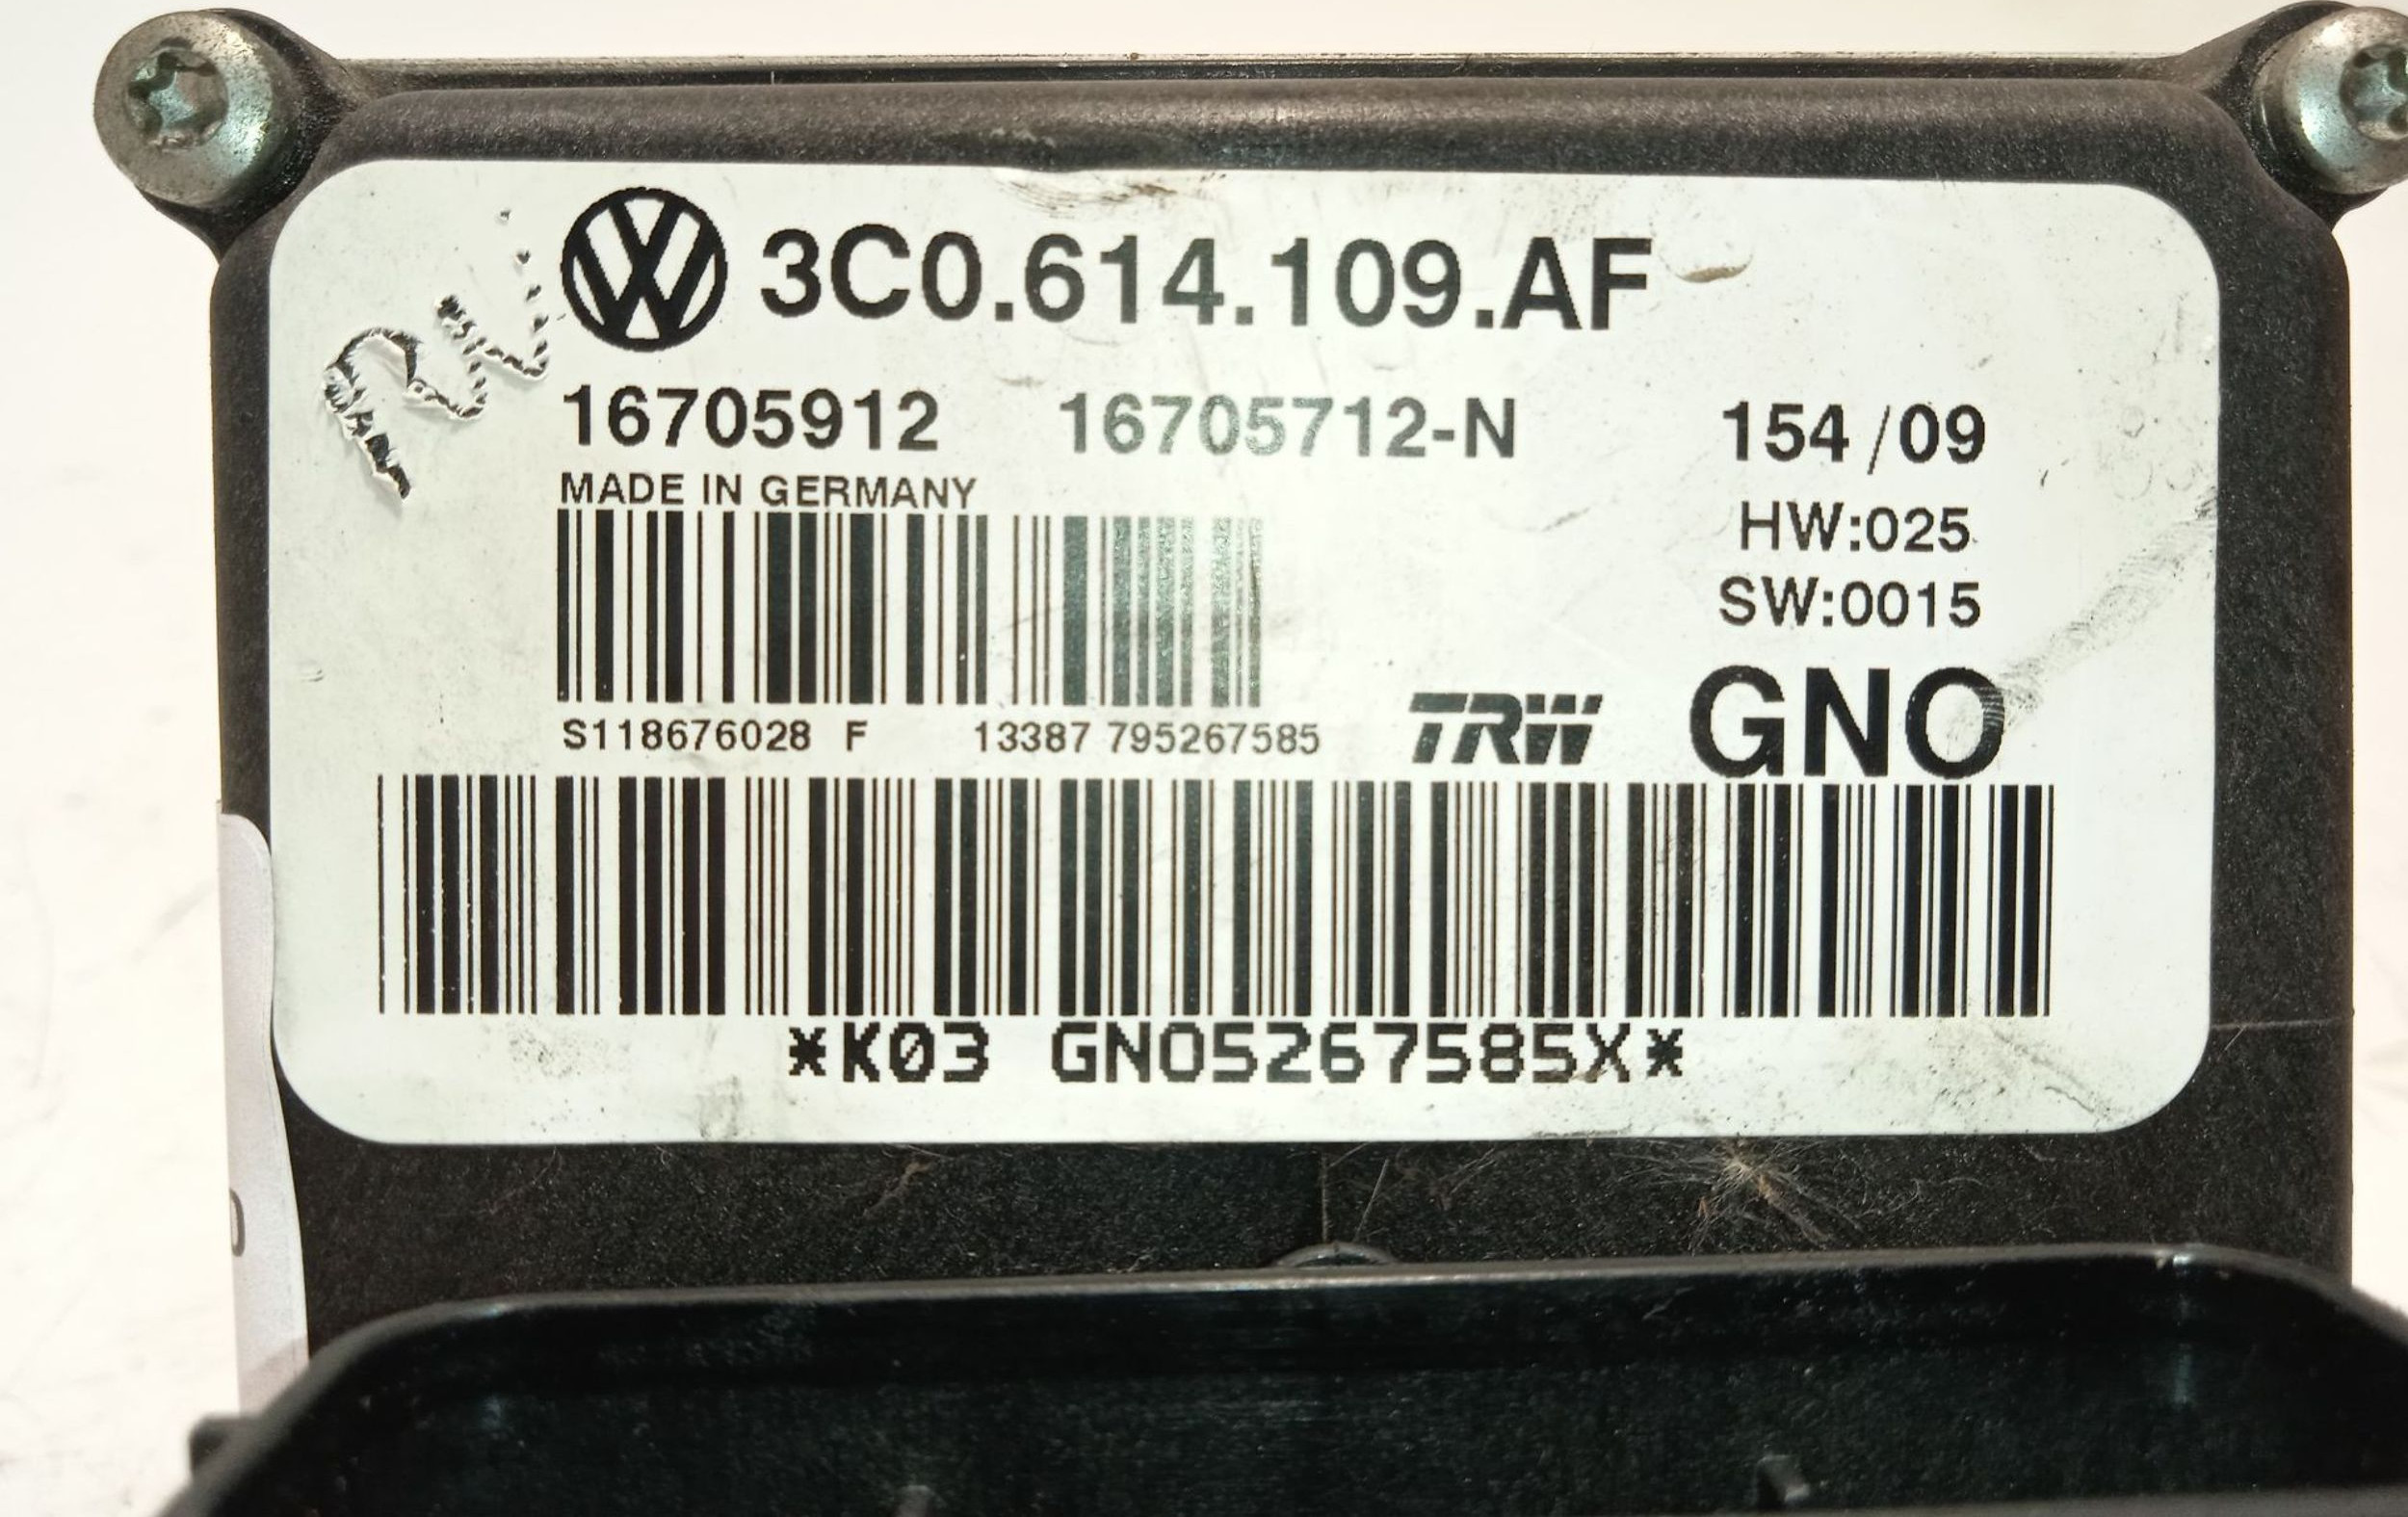 3C0.614.109.AF
16705912 16705712-N 154/09
MADE IN GERMANY
HW:025
SW:0015
S118676028 F 13387 795267585 TRW GNO
*K03 GNO5267585X*